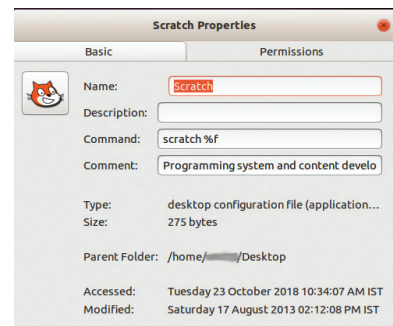 Scratch Properties
Basic Permissions
Name: Scratch
Description:
Command: scratch %f
Comment: Programming system and content develo
Type: desktop configuration file (application...
Size: 275 bytes
Parent Folder: /home/ /Desktop
Accessed: Tuesday 23 October 2018 10:34:07 AM IST
Modified: Saturday 17 August 2013 02:12:08 PM IST